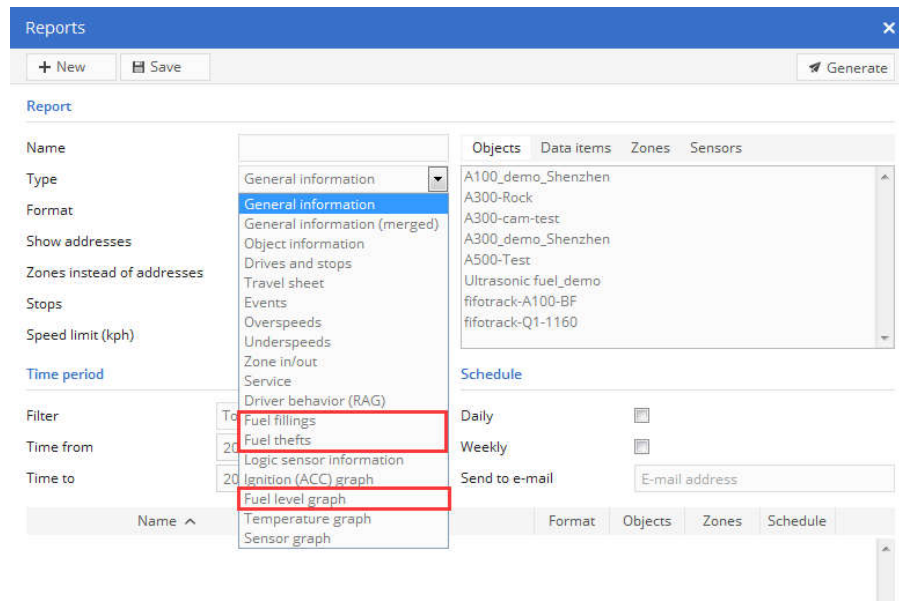 Reports
New
Save
Generate
Report
Name
Type
General information
Format
Show addresses
Zones instead of addresses
Stops
Speed limit (kph)
General information
General information (merged)
Object information
Drives and stops
Travel sheet
Events
Overspeeds
Underspeeds
Zone in/out
Service
Driver behavior (RAG)
Fuel fillings
Fuel thefts
Logic sensor information
Ignition (ACC) graph
Fuel level graph
Temperature graph
Sensor graph
Objects Data items Zones Sensors
A100_demo_Shenzhen
A300-Rock
A300-cam-test
A300_demo_Shenzhen
A500-Test
Ultrasonic fuel_demo
fifotrack-A100-BF
fifotrack-Q1-1160
Time period
Filter To
Time from 20
Time to 20
Schedule
Daily
Weekly
Send to e-mail E-mail address
Name Format Objects Zones Schedule